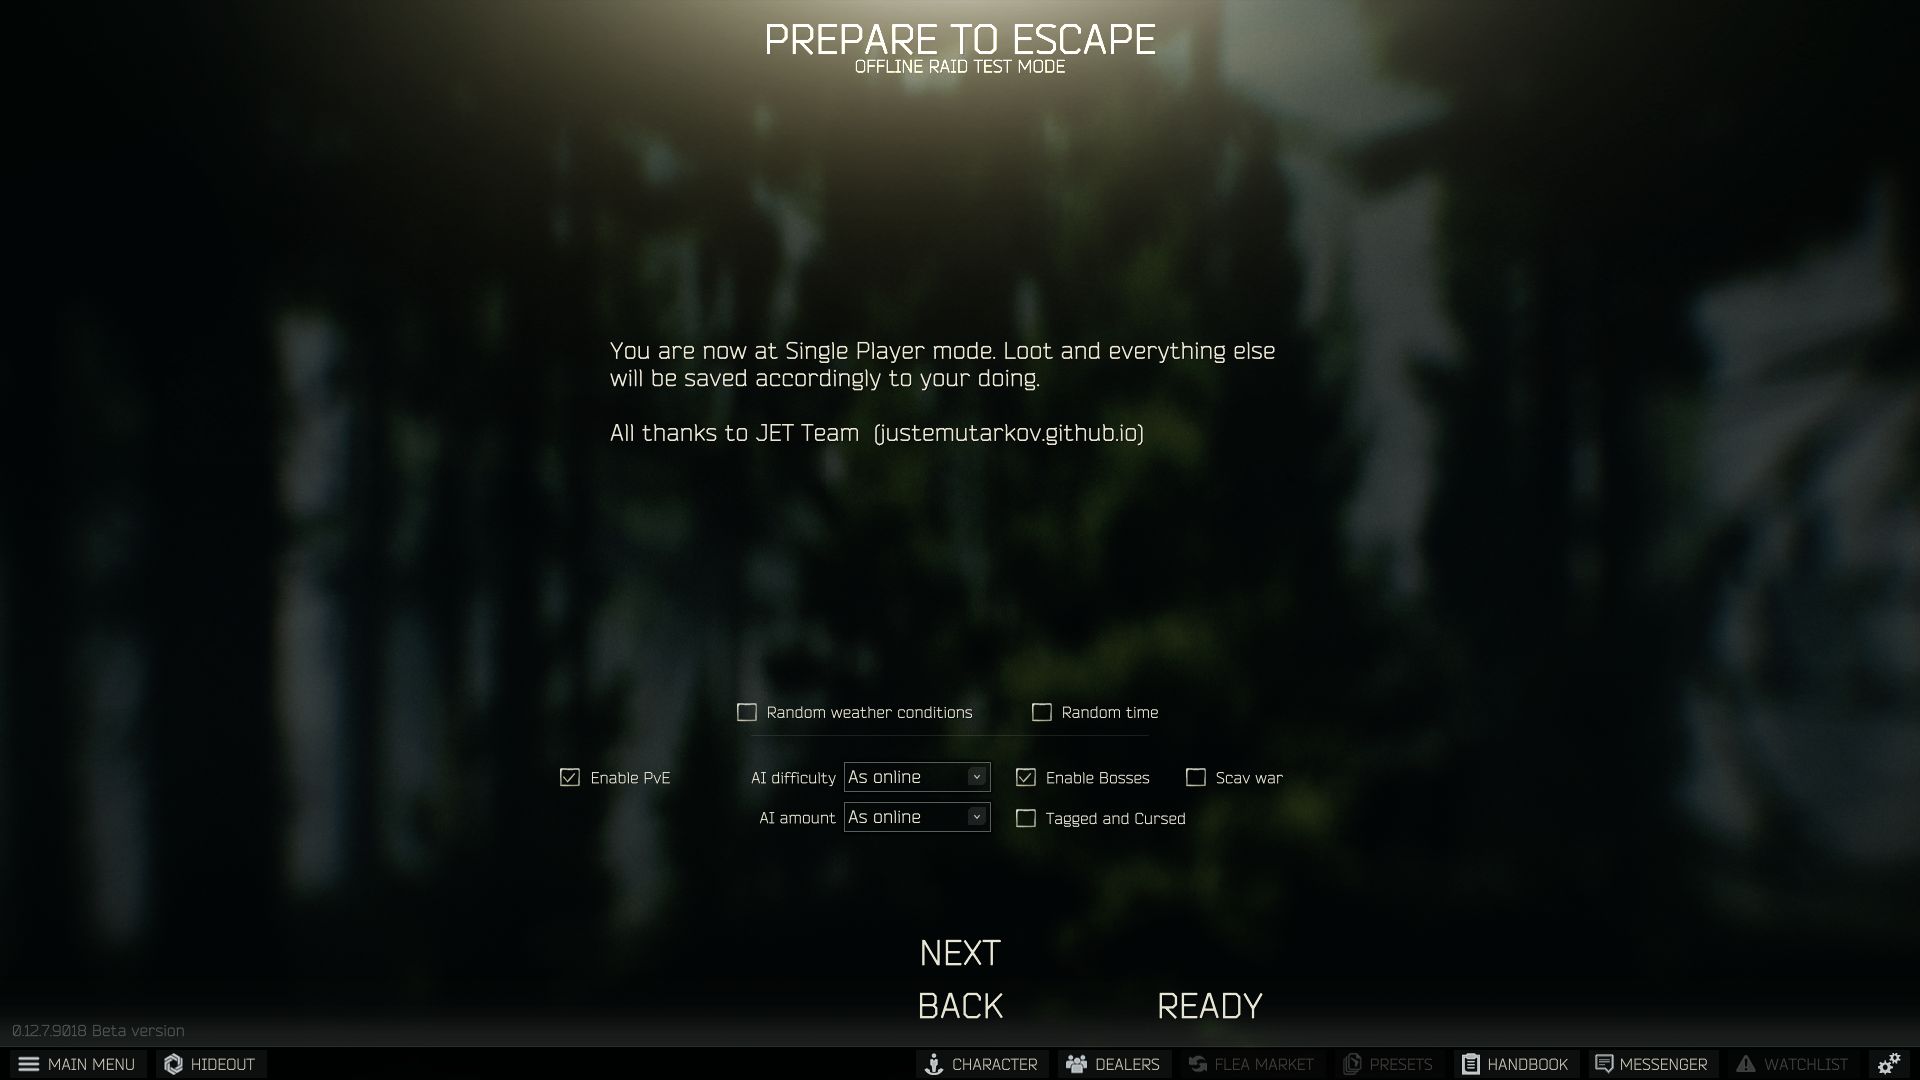 PREPARE TO ESCAPE
OFFLINE RAID TEST MODE
You are now at Single Player mode. Loot and everything else
will be saved accordingly to your doing.
All thanks to JET Team (justemutarkov.github.io)
Random weather conditions
Random time
Enable PvE
AI difficulty
As online
Enable Bosses
Scav war
AI amount
As online
Tagged and Cursed
NEXT
BACK
READY
0.12.7.9018 Beta version
MAIN MENU
HIDEOUT
CHARACTER
DEALERS
FLEA MARKET
PRESETS
HANDBOOK
MESSENGER
WATCHLIST